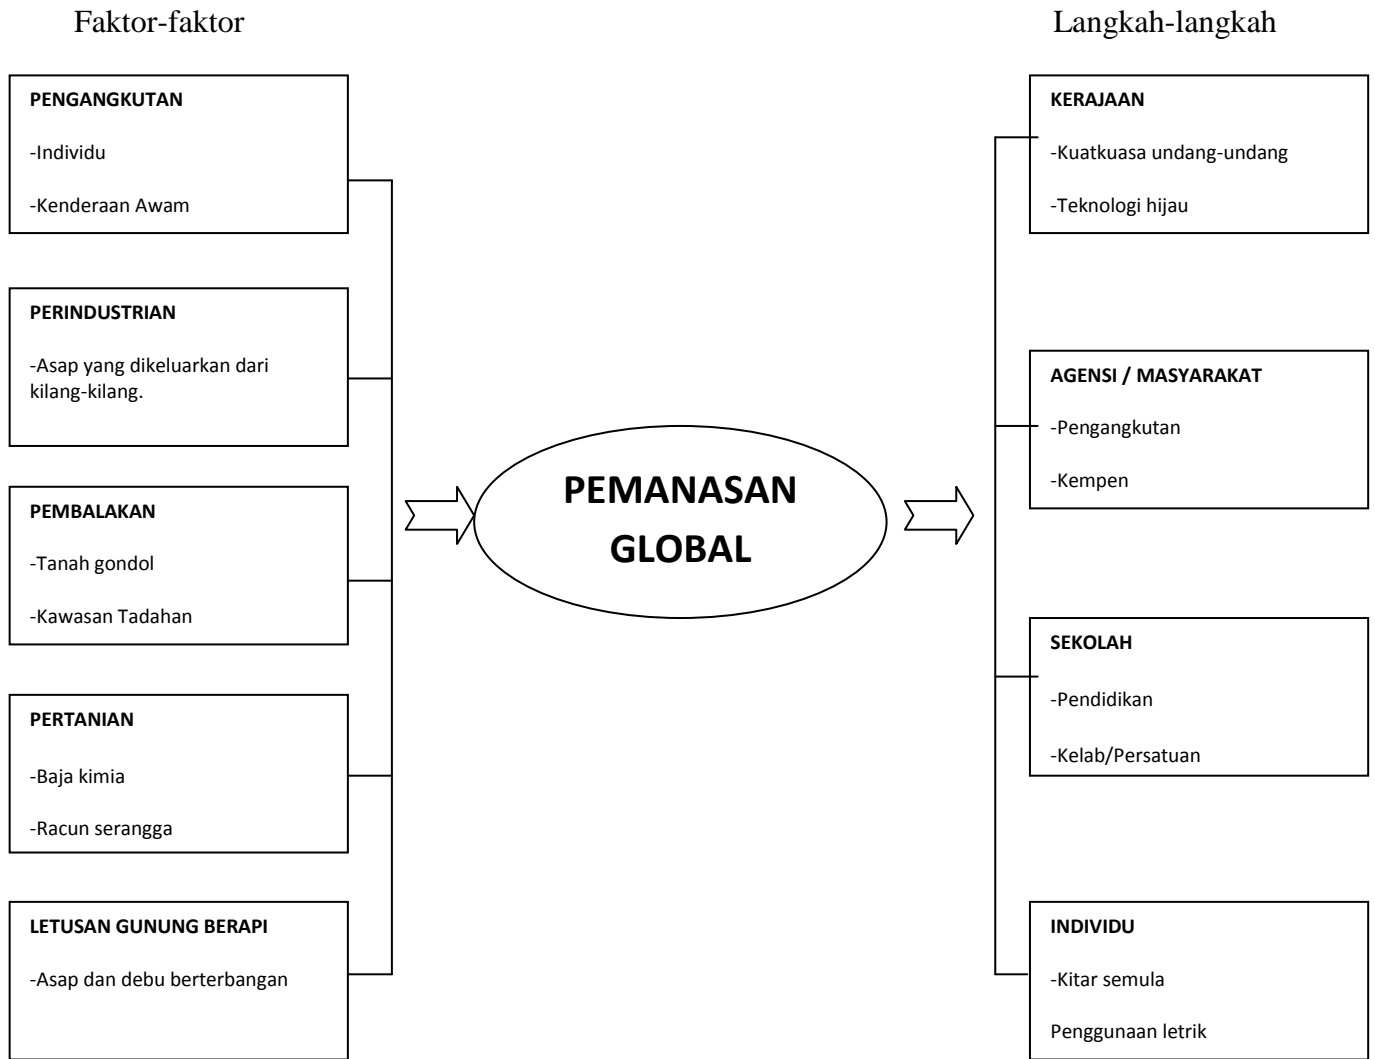 Faktor-faktor
PENGANGKUTAN
-Individu
-Kenderaan Awam
PERINDUSTRIAN
-Asap yang dikeluarkan dari
kilang-kilang.
PEMBALAKAN
-Tanah gondol
-Kawasan Tadahan
PERTANIAN
-Baja kimia
-Racun serangga
LETUSAN GUNUNG BERAPI
-Asap dan debu berterbangan
PEMANASAN
GLOBAL
Langkah-langkah
KERAJAAN
-Kuatkuasa undang-undang
-Teknologi hijau
AGENSI / MASYARAKAT
-Pengangkutan
-Kempen
SEKOLAH
-Pendidikan
-Kelab/Persatuan
INDIVIDU
-Kitar semula
Penggunaan letrik